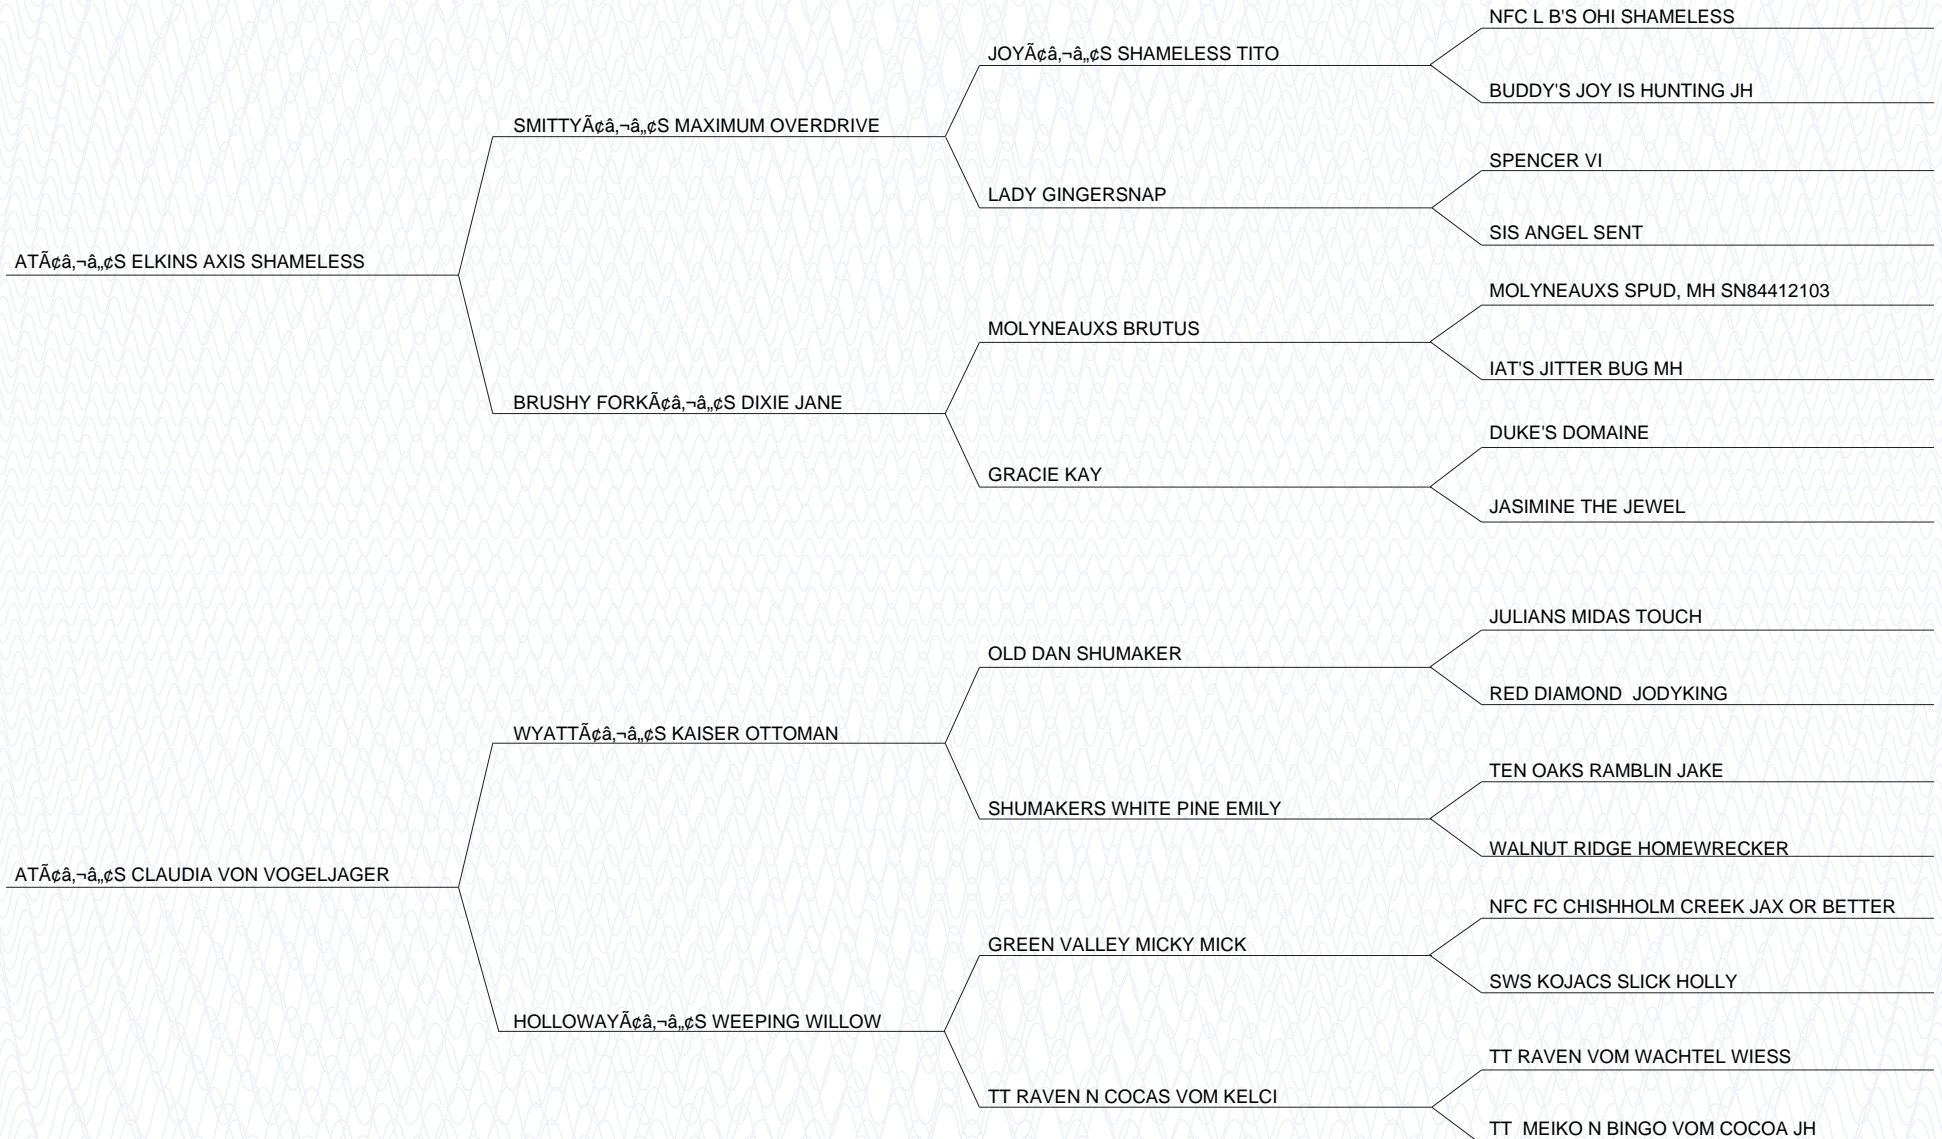 NFC L B'S OHI SHAMELESS
JOYÃ¢â‚¬â„¢S SHAMELESS TITO
BUDDY'S JOY IS HUNTING JH
SMITTYÃ¢â‚¬â„¢S MAXIMUM OVERDRIVE
SPENCER VI
LADY GINGERSNAP
SIS ANGEL SENT
ATÃ¢â‚¬â„¢S ELKINS AXIS SHAMELESS
MOLYNEAUXS SPUD, MH SN84412103
MOLYNEAUXS BRUTUS
IAT'S JITTER BUG MH
BRUSHY FORKÃ¢â‚¬â„¢S DIXIE JANE
DUKE'S DOMAINE
GRACIE KAY
JASIMINE THE JEWEL
JULIANS MIDAS TOUCH
OLD DAN SHUMAKER
RED DIAMOND  JODYKING
WYATTÃ¢â‚¬â„¢S KAISER OTTOMAN
TEN OAKS RAMBLIN JAKE
SHUMAKERS WHITE PINE EMILY
WALNUT RIDGE HOMEWRECKER
ATÃ¢â‚¬â„¢S CLAUDIA VON VOGELJAGER
NFC FC CHISHHOLM CREEK JAX OR BETTER
GREEN VALLEY MICKY MICK
SWS KOJACS SLICK HOLLY
HOLLOWAYÃ¢â‚¬â„¢S WEEPING WILLOW
TT RAVEN VOM WACHTEL WIESS
TT RAVEN N COCAS VOM KELCI
TT  MEIKO N BINGO VOM COCOA JH